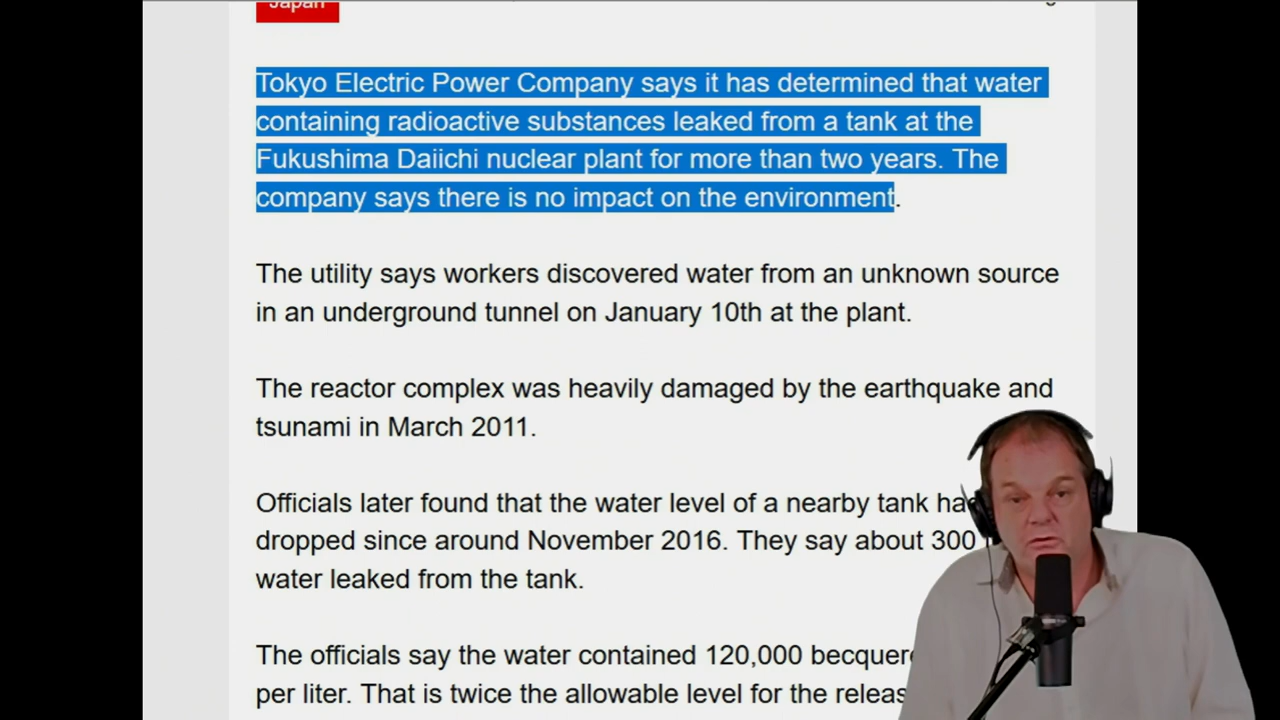 Japan
Tokyo Electric Power Company says it has determined that water
containing radioactive substances leaked from a tank at the
Fukushima Daiichi nuclear plant for more than two years. The
company says there is no impact on the environment.
The utility says workers discovered water from an unknown source
in an underground tunnel on January 10th at the plant.
The reactor complex was heavily damaged by the earthquake and
tsunami in March 2011.
Officials later found that the water level of a nearby tank
dropped since around November 2016. They say about 300
water leaked from the tank.
The officials say the water contained 120,000
per liter. That is twice the allowable level for the